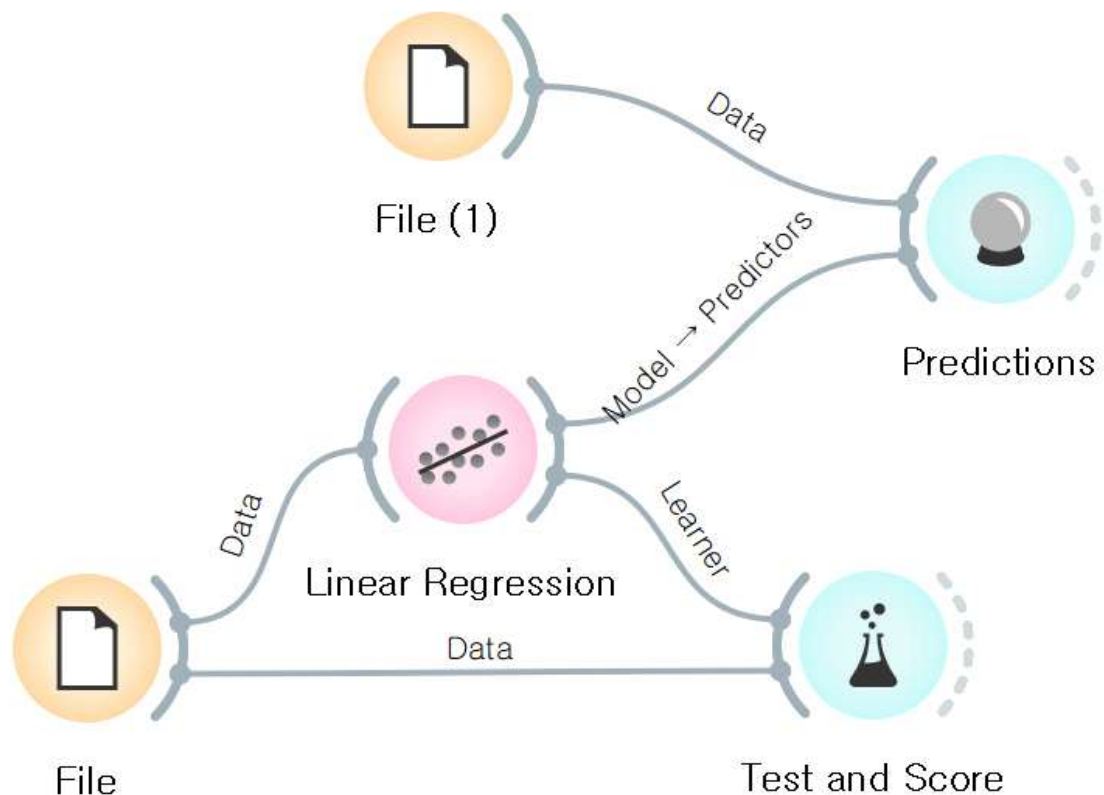 Data
File (1)
Model → Predictors
Predictions
Data
Learner
Linear Regression
Data
File
Test and Score